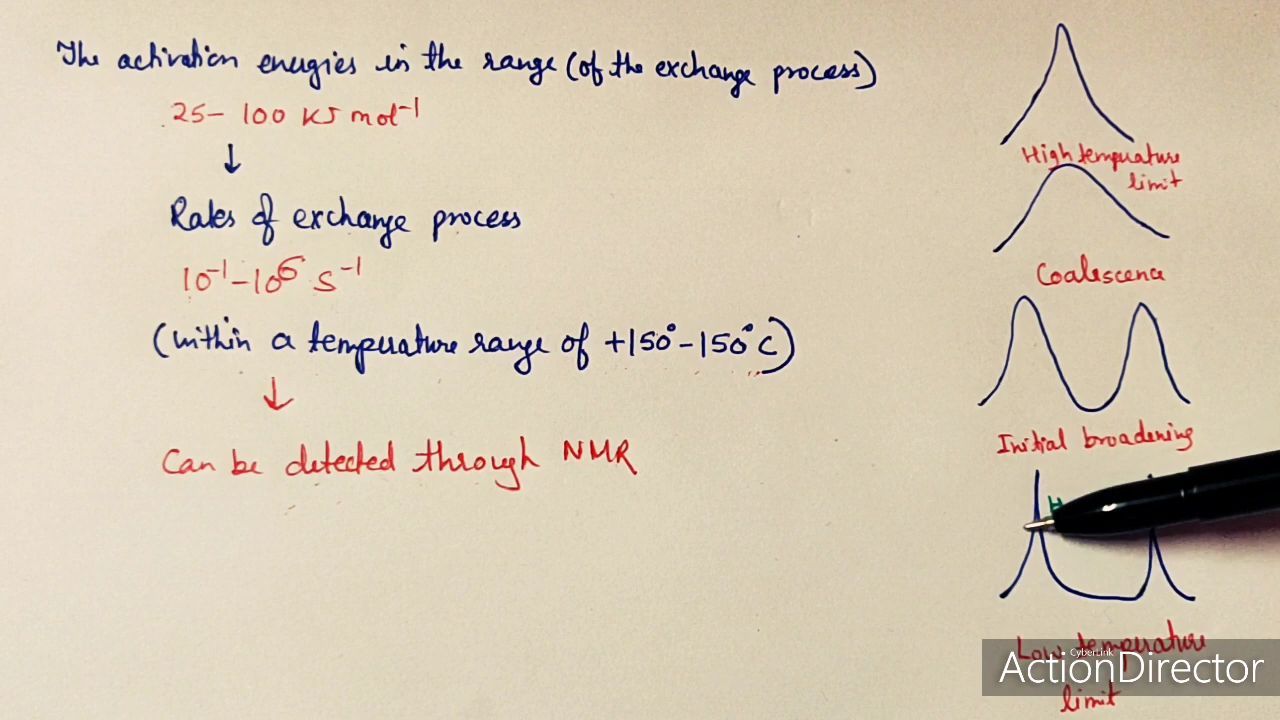 The activation energies in the range (of the exchange process)
25- 100 KJ mol⁻¹
↓
Rates of exchange process
10⁻¹-10⁶ S⁻¹
(within a temperature range of +150°-150°C)
↓
Can be detected through NMR
High temperature
limit
Coalescence
Initial broadening
H
Low temperature
limit
CyberLink
ActionDirector